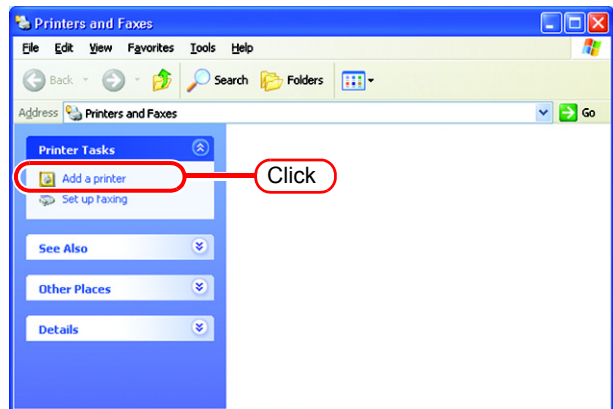 Printers and Faxes
File Edit View Favorites Tools Help
Back Search Folders
Address Printers and Faxes Go
Printer Tasks
Add a printer Click
Set up faxing
See Also
Other Places
Details